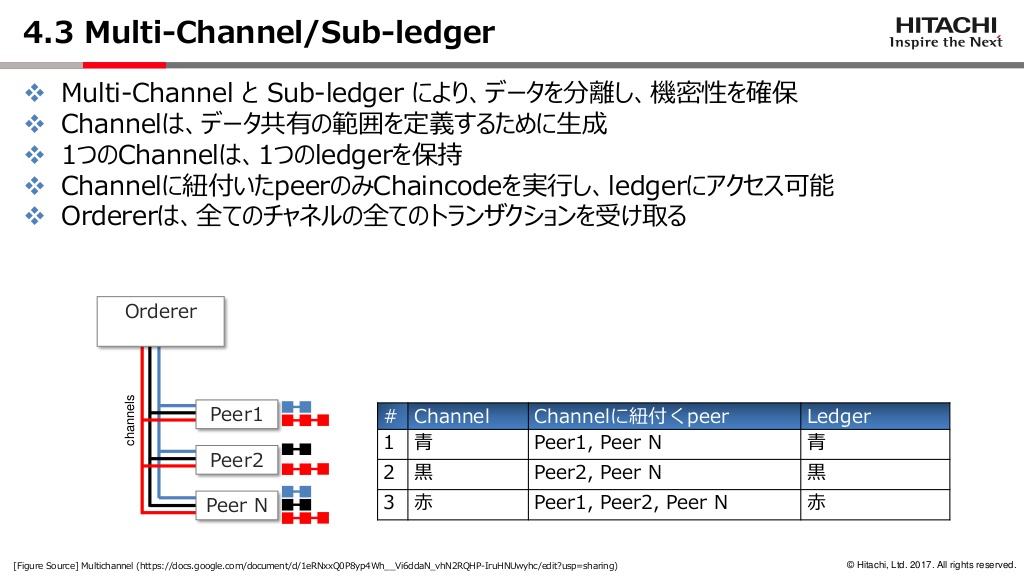 4.3 Multi-Channel/Sub-ledger
HITACHI
Inspire the Next
Multi-Channel と Sub-ledger により、データを分離し、機密性を確保
Channelは、データ共有の範囲を定義するために生成
1つのChannelは、1つのledgerを保持
Channelに紐付いたpeerのみChaincodeを実行し、ledgerにアクセス可能
Ordererは、全てのチャネルの全てのトランザクションを受け取る
Orderer
channels
Peer1
Peer2
Peer N
# Channel Channelに紐付くpeer Ledger
1 青 Peer1, Peer N 青
2 黒 Peer2, Peer N 黒
3 赤 Peer1, Peer2, Peer N 赤
[Figure Source] Multichannel (https://docs.google.com/document/d/1eRNxxQ0P8yp4Wh__Vi6ddaN_vhN2RQHP-IruHNUwyhc/edit?usp=sharing)
© Hitachi, Ltd. 2017. All rights reserved.